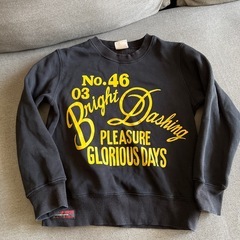 No.46
03 Bright Dashing
PLEASURE
GLORIOUS DAYS